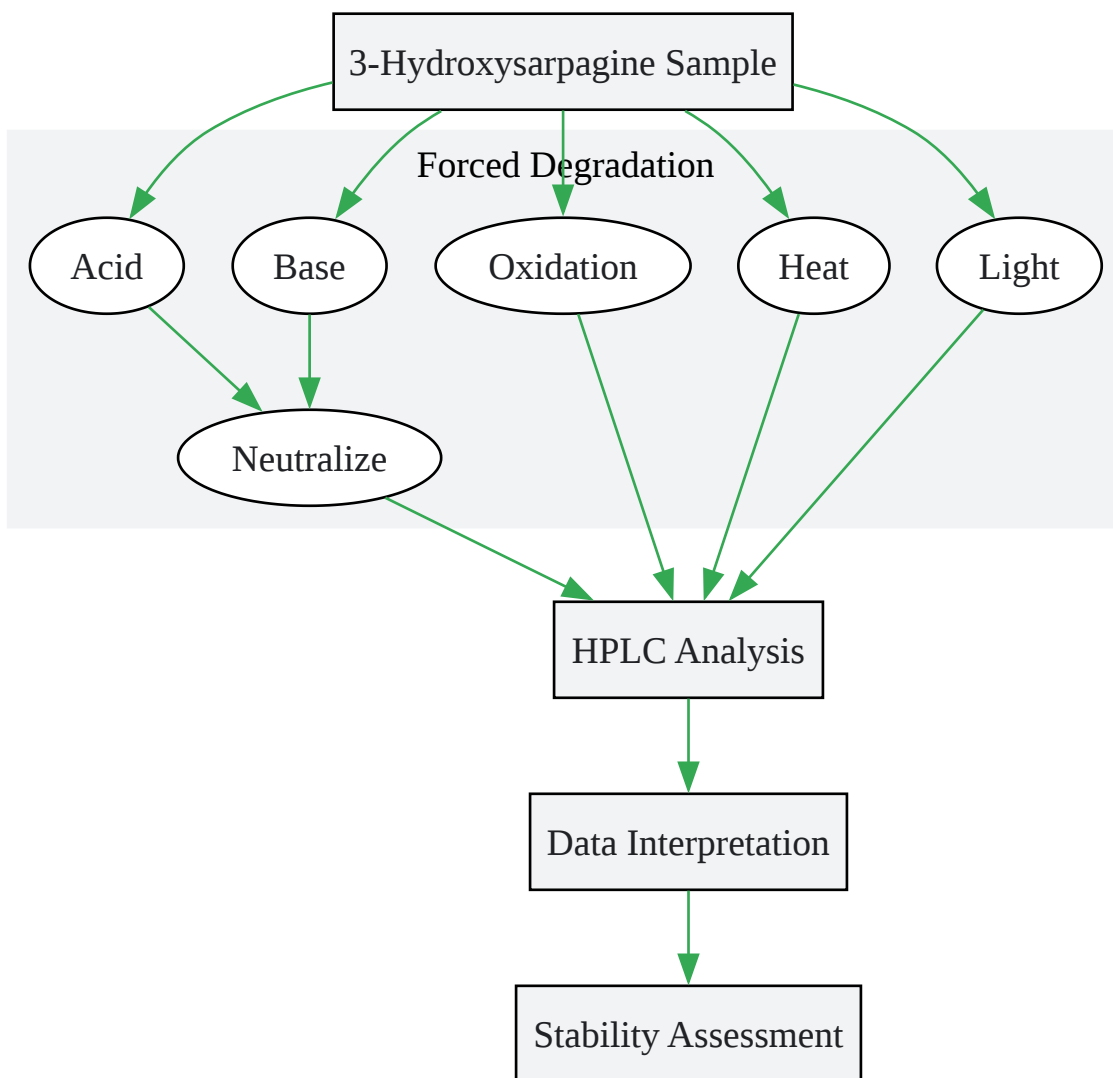 3-Hydroxysarpagine Sample
Forced Degradation
Acid
Base
Oxidation
Heat
Light
Neutralize
HPLC Analysis
Data Interpretation
Stability Assessment